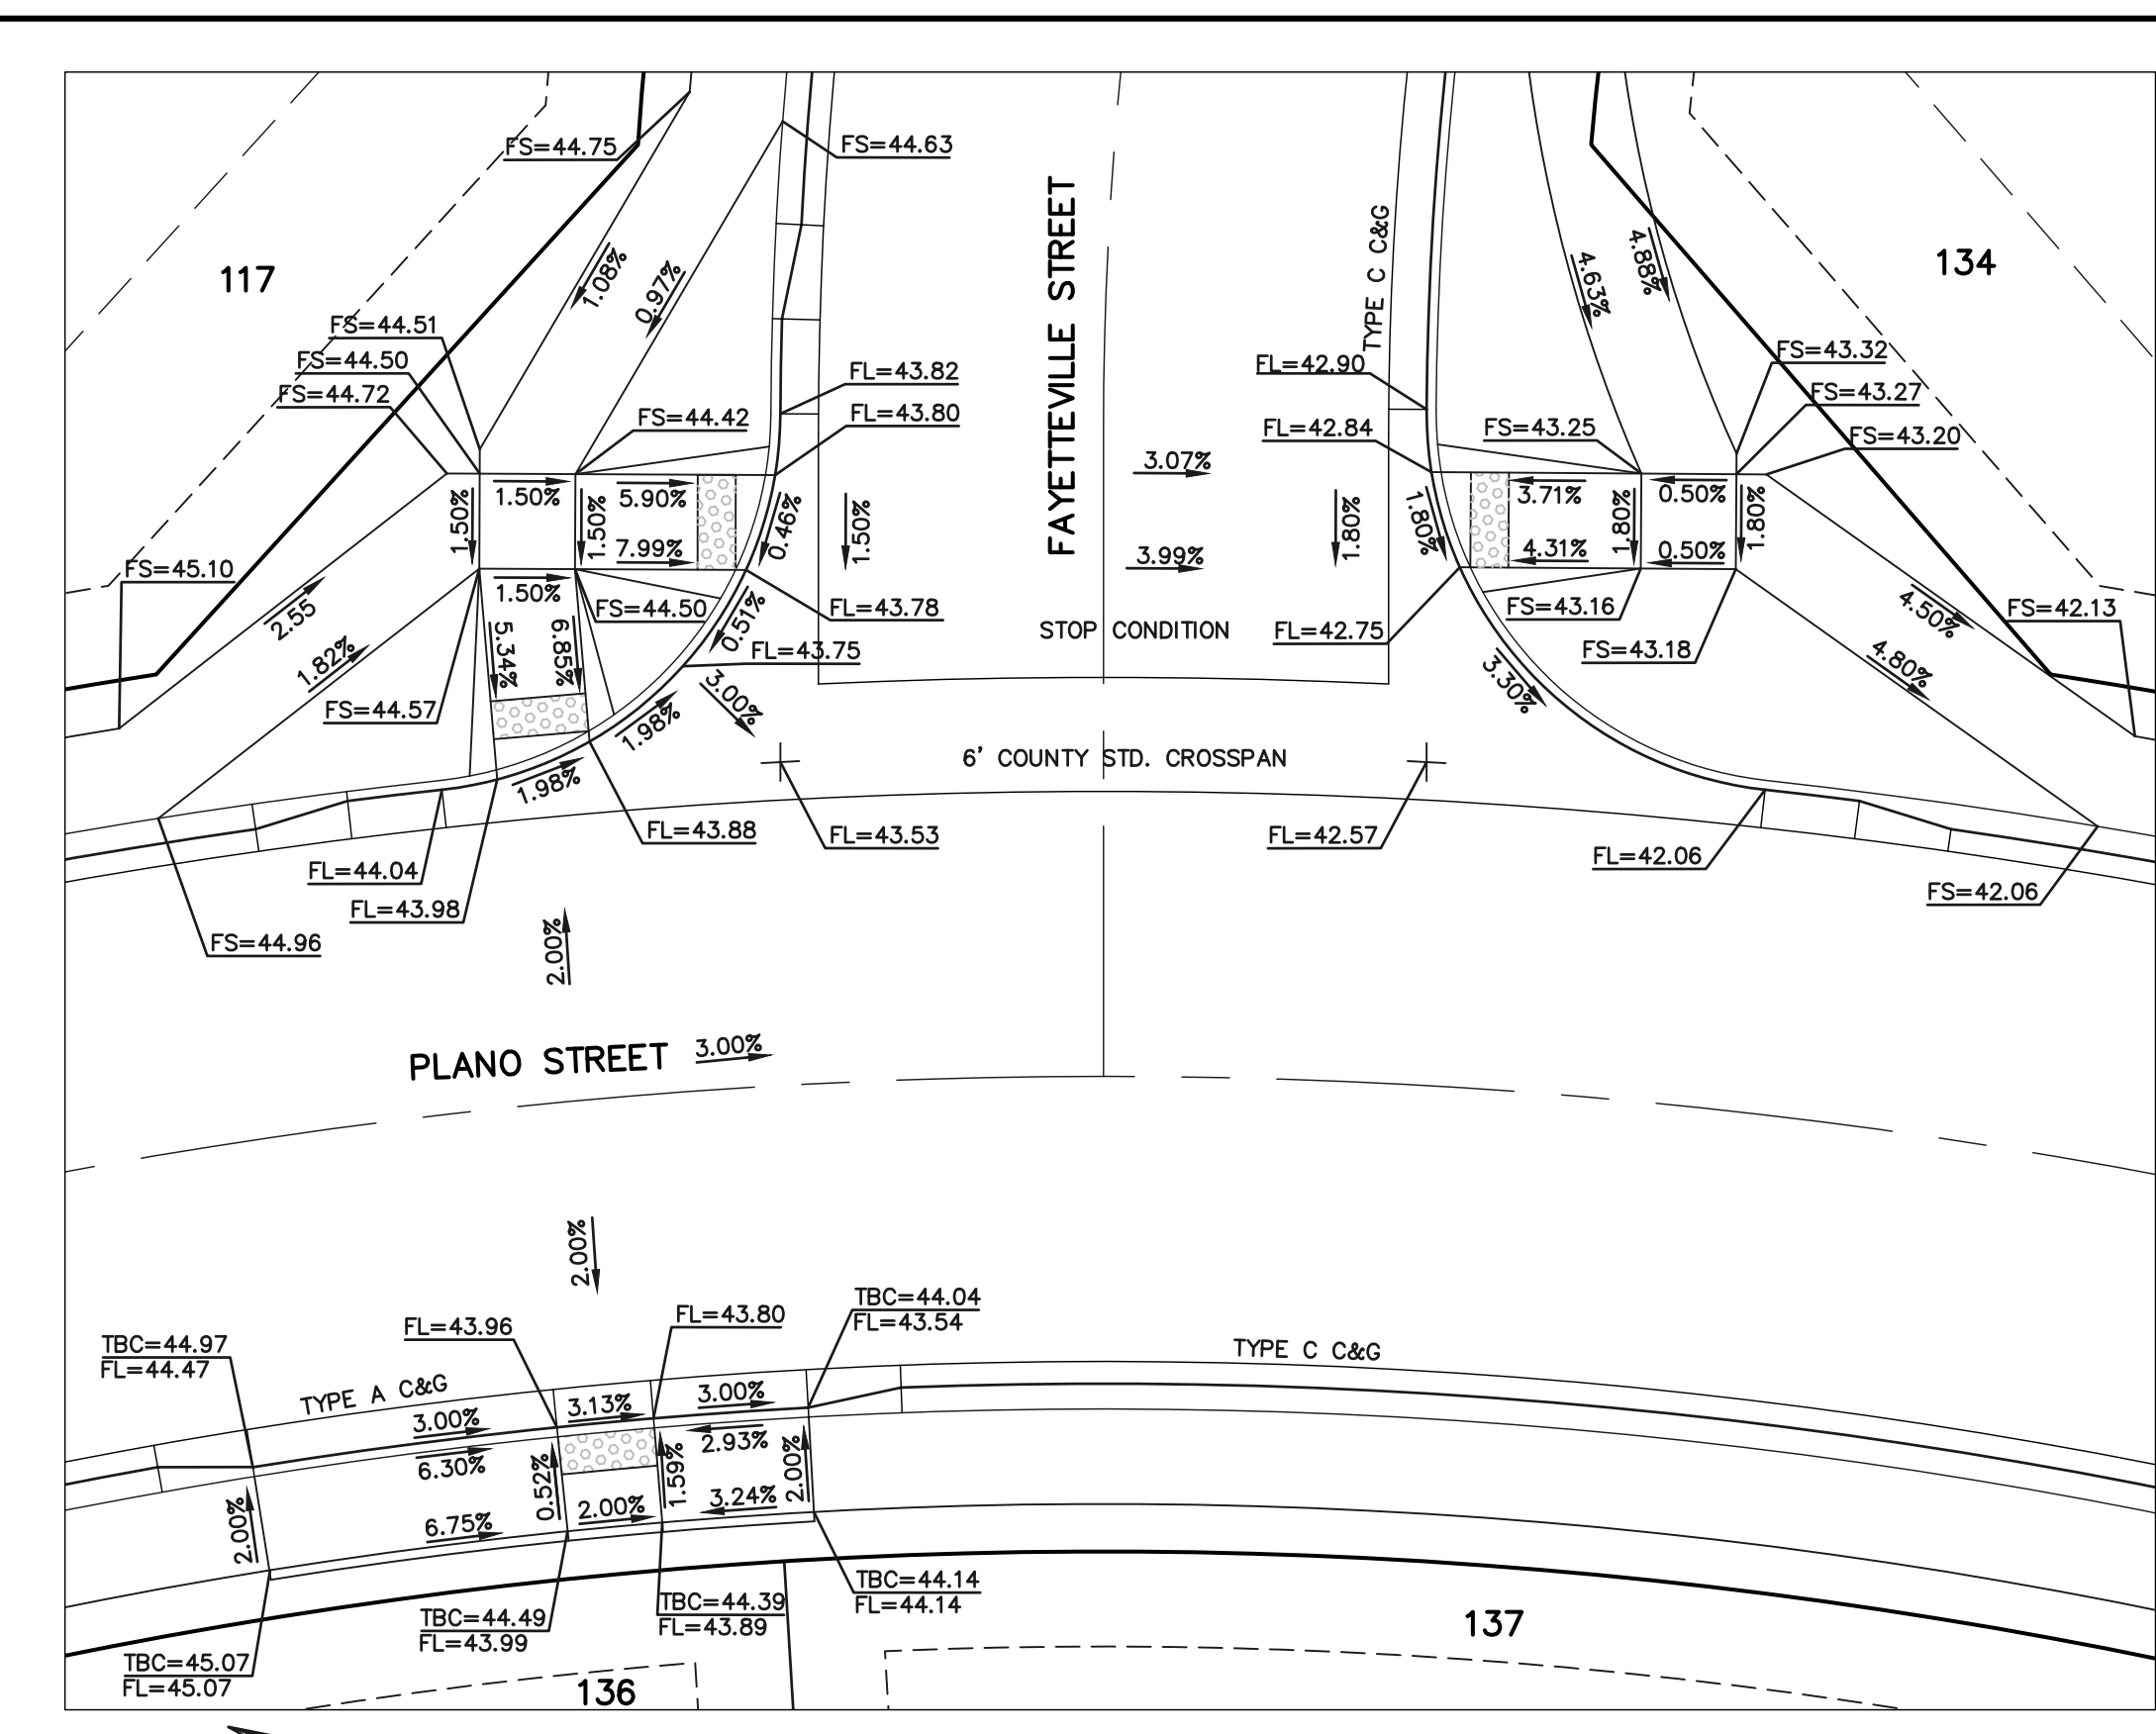 FS=44.75
FS=44.63
117
134
1.08%
0.97%
FAYETTEVILLE STREET
TYPE C C&G
4.63%
4.88%
FS=44.51
FS=44.50
FS=44.72
FL=43.82
FL=43.80
FS=44.42
FL=42.90
FL=42.84
FS=43.25
FS=43.32
FS=43.27
FS=43.20
1.50%
1.50%
5.90%
1.50%
7.99%
1.50%
0.46%
1.50%
3.07%
3.99%
1.80%
1.80%
3.71%
4.31%
1.80%
0.50%
0.50%
1.80%
FS=45.10
2.55
1.82%
FS=44.50
5.34%
6.85%
0.51%
FL=43.78
FL=43.75
STOP CONDITION
FL=42.75
FS=43.16
FS=43.18
4.50%
4.80%
FS=42.13
FS=44.57
3.00%
1.98%
1.98%
3.30%
6' COUNTY STD. CROSSPAN
FL=43.88
FL=43.53
FL=42.57
FL=42.06
FS=42.06
FL=44.04
FL=43.98
FS=44.96
2.00%
PLANO STREET
3.00%
2.00%
TBC=44.97
FL=44.47
FL=43.96
FL=43.80
TBC=44.04
FL=43.54
TYPE C C&G
TYPE A C&G
3.00%
3.13%
3.00%
6.30%
2.93%
0.52%
1.59%
2.00%
2.00%
6.75%
2.00%
3.24%
TBC=45.07
FL=45.07
TBC=44.49
FL=43.99
TBC=44.39
FL=43.89
TBC=44.14
FL=44.14
136
137